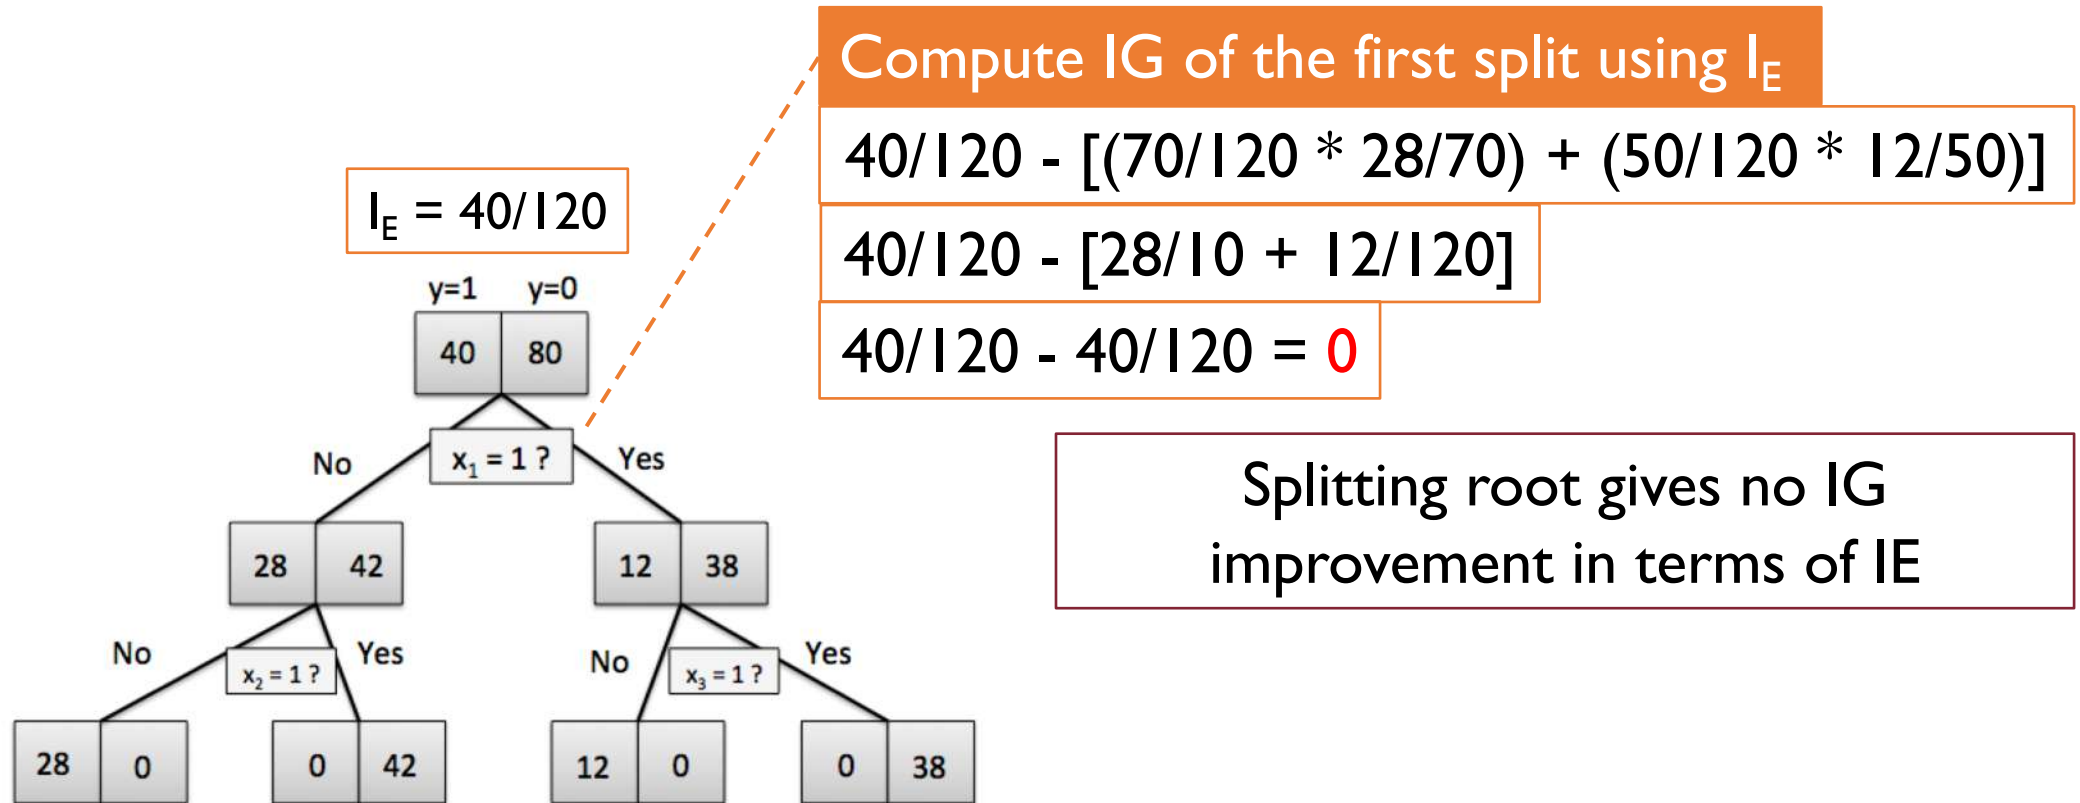 Compute IG of the first split using I_E
40/120 - [(70/120 * 28/70) + (50/120 * 12/50)]
I_E = 40/120
40/120 - [28/10 + 12/120]
y=1 y=0
40/120 - 40/120 = 0
40 80
No x₁ = 1 ? Yes
Splitting root gives no IG
improvement in terms of IE
28 42 12 38
No x₂ = 1 ? Yes No x₃ = 1 ? Yes
28 0 0 42 12 0 0 38